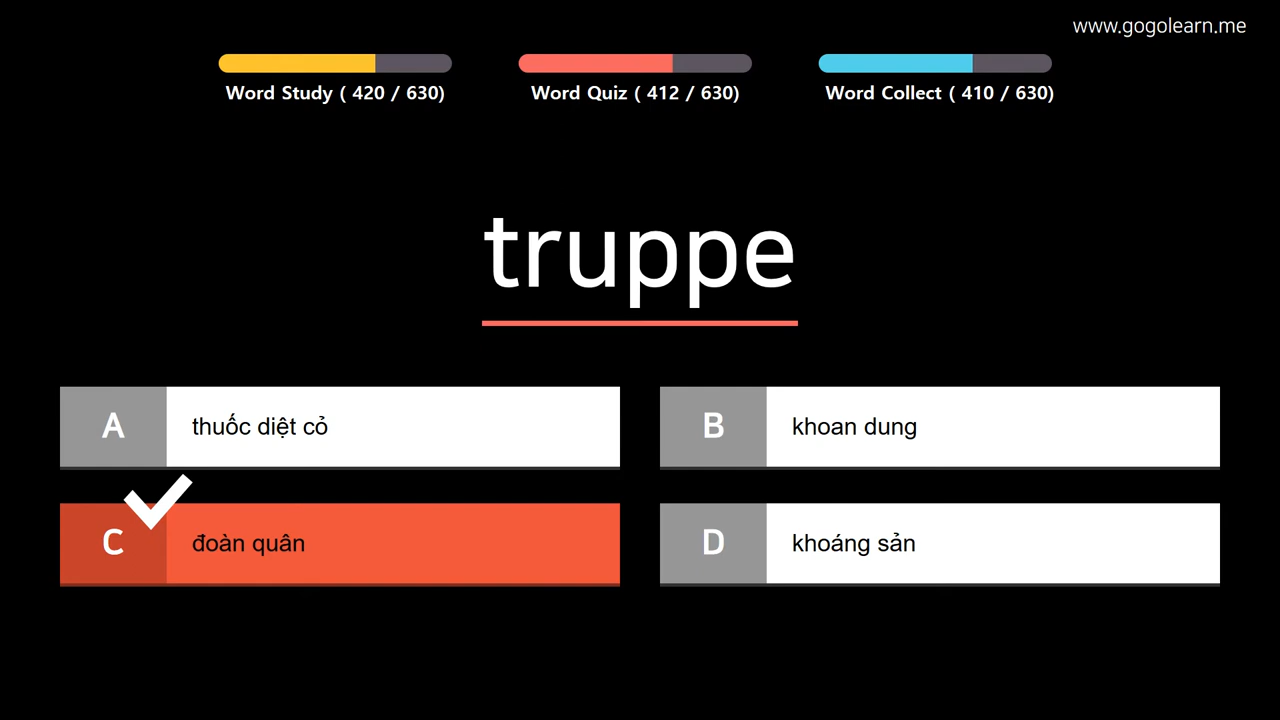 www.gogolearn.me
Word Study ( 420 / 630)
Word Quiz ( 412 / 630)
Word Collect ( 410 / 630)
truppe
A thuốc diệt cỏ
B khoan dung
C đoàn quân
D khoáng sản